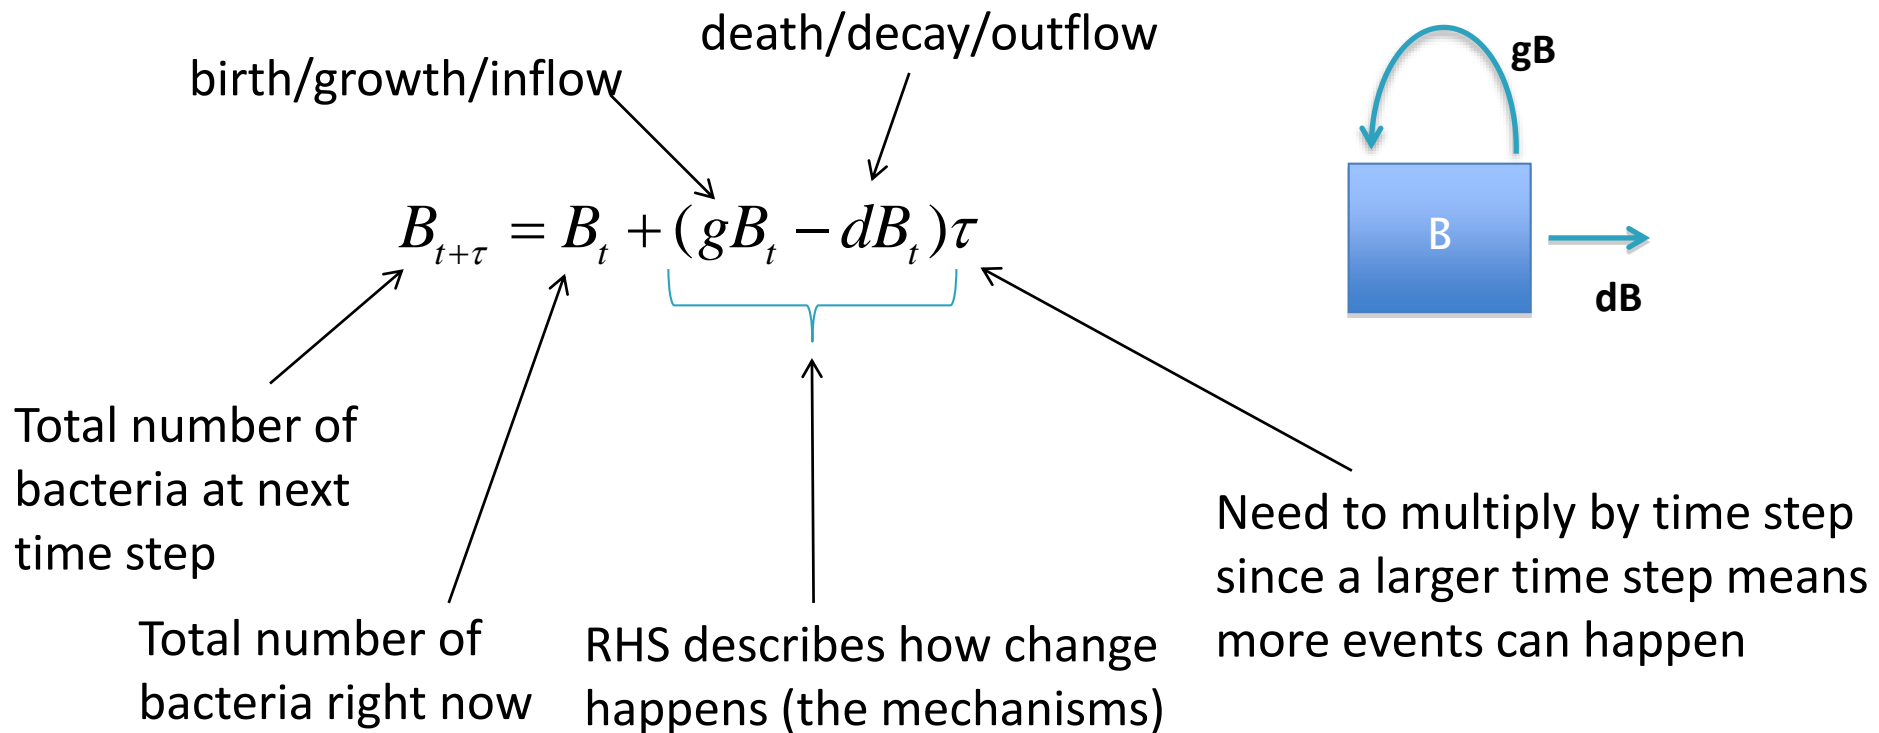 death/decay/outflow
birth/growth/inflow
gB
B
dB
B_{t+τ} = B_t + (gB_t − dB_t)τ
Total number of
bacteria at next
time step
Total number of
bacteria right now
RHS describes how change
happens (the mechanisms)
Need to multiply by time step
since a larger time step means
more events can happen